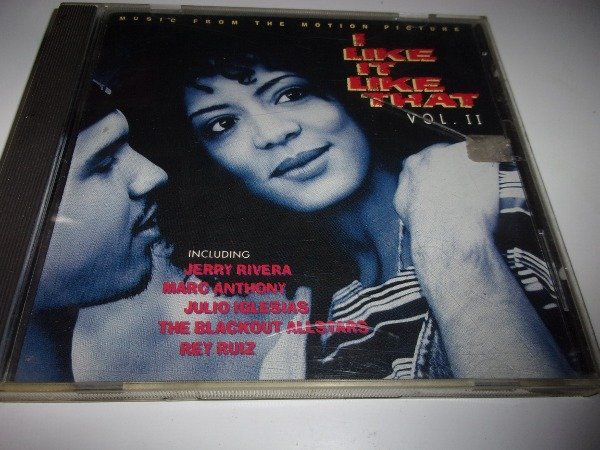 MUSIC FROM THE MOTION PICTURE
I
LIKE
IT
LIKE
THAT
VOL. II
INCLUDING
JERRY RIVERA
MARC ANTHONY
JULIO IGLESIAS
THE BLACKOUT ALLSTARS
REY RUIZ